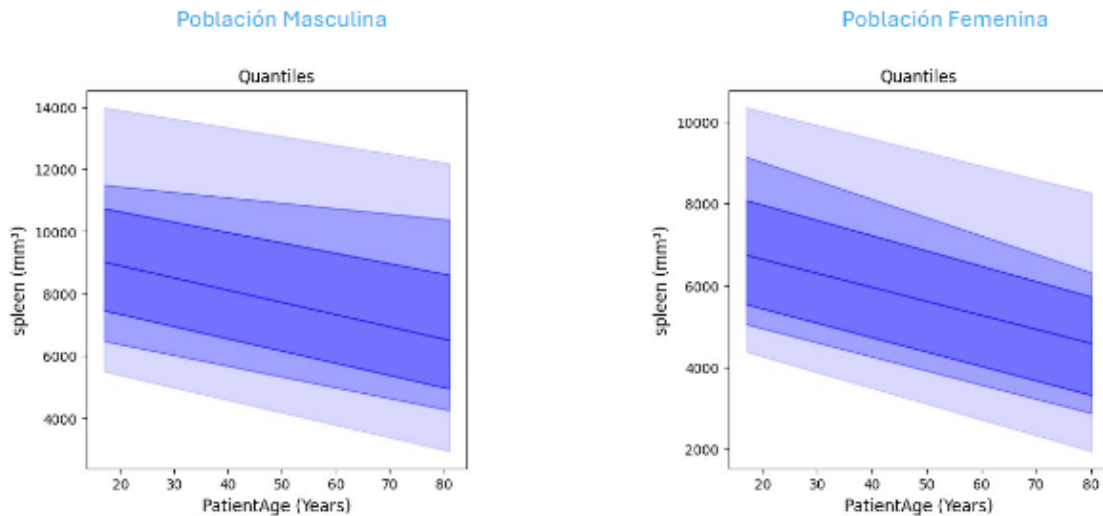 Población Masculina
Población Femenina
Quantiles
14000
12000
10000
8000
6000
4000
spleen (mm³)
20 30 40 50 60 70 80
PatientAge (Years)
Quantiles
10000
8000
6000
4000
2000
spleen (mm³)
20 30 40 50 60 70 80
PatientAge (Years)